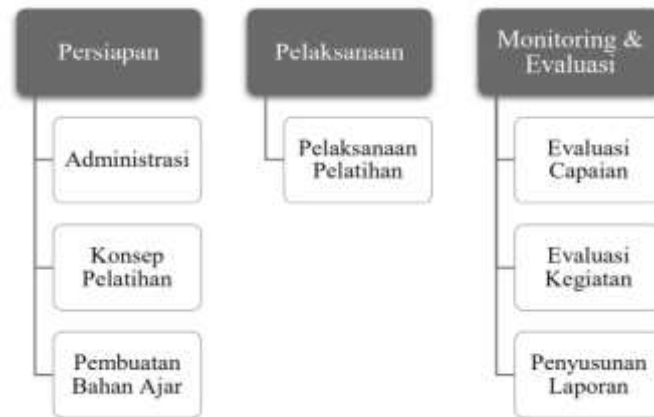 Persiapan
Administrasi
Konsep
Pelatihan
Pembuatan
Bahan Ajar
Pelaksanaan
Pelaksanaan
Pelatihan
Monitoring &
Evaluasi
Evaluasi
Capaian
Evaluasi
Kegiatan
Penyusunan
Laporan